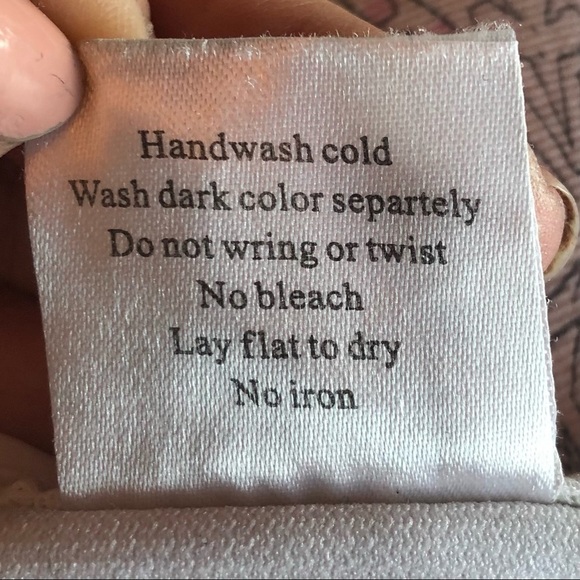 Handwash cold
Wash dark color separtely
Do not wring or twist
No bleach
Lay flat to dry
No iron